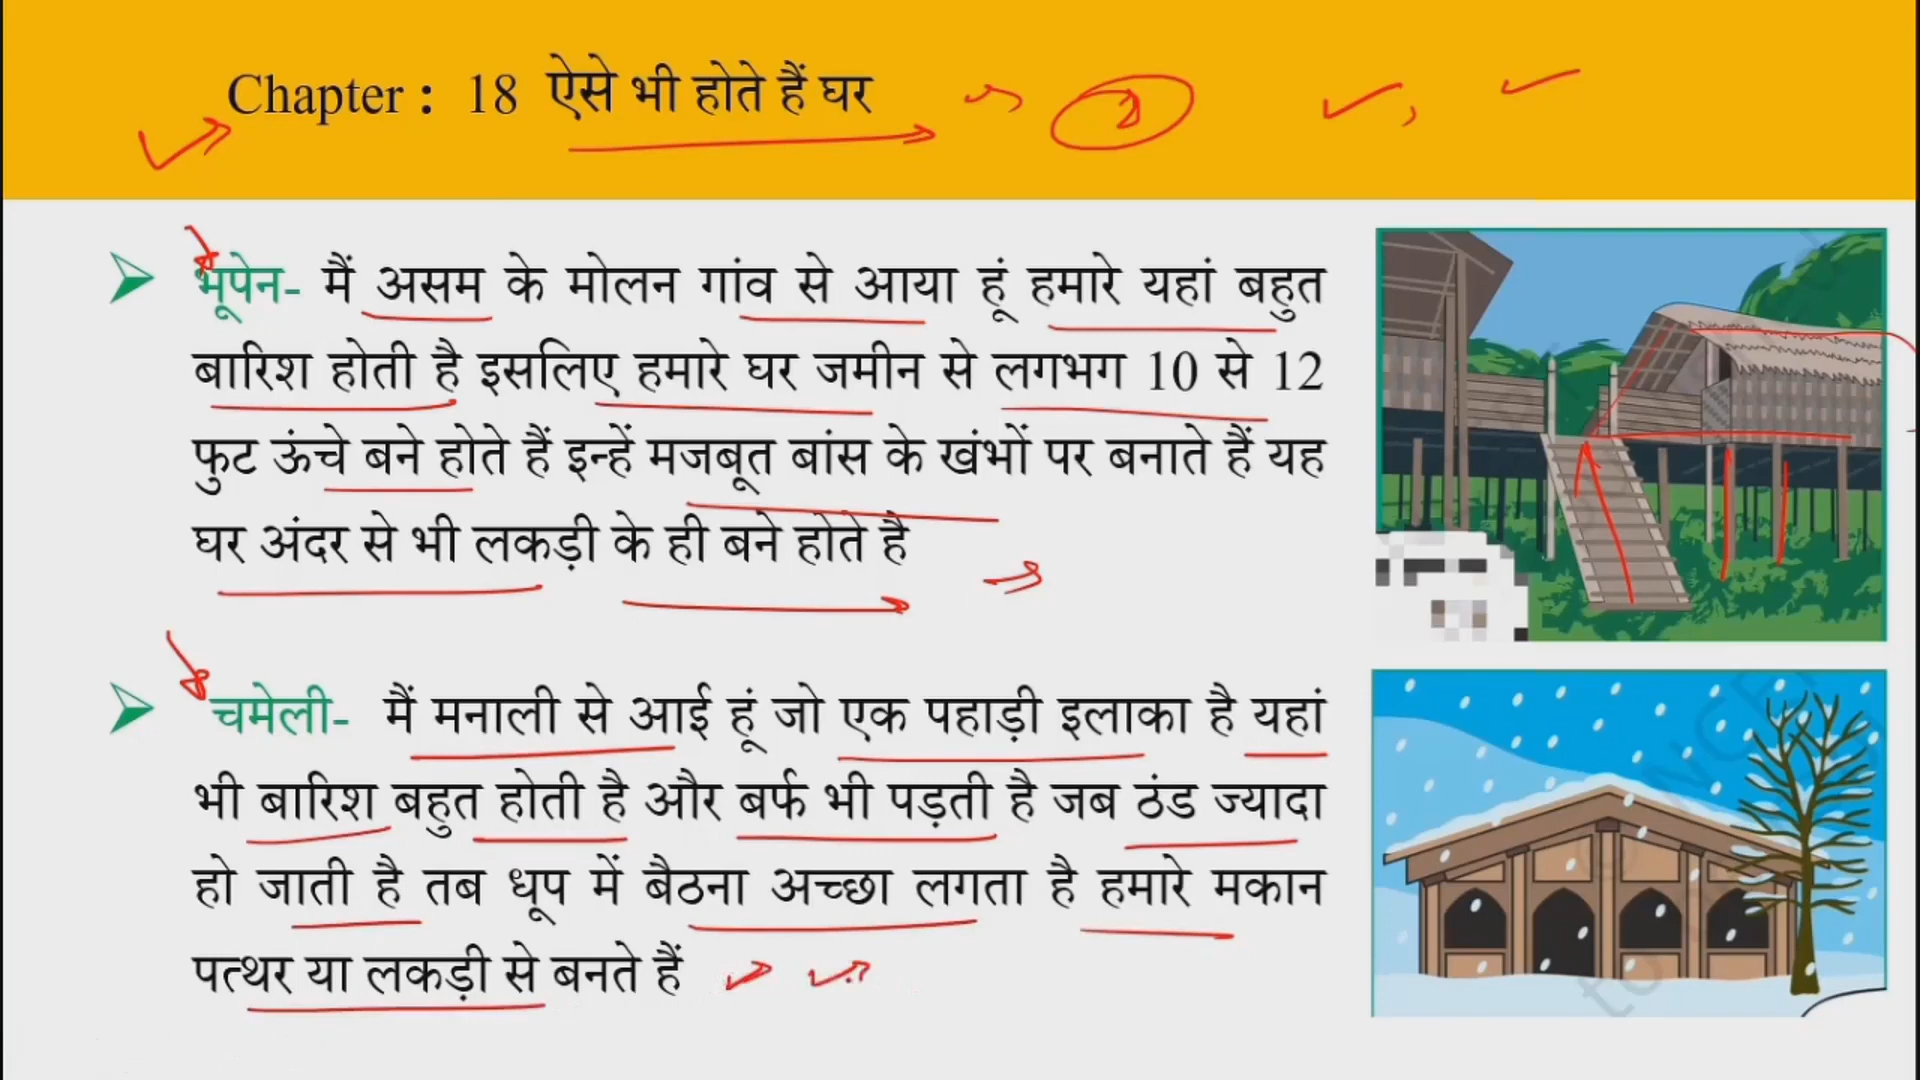 Chapter : 18 ऐसे भी होते हैं घर
भूपेन- मैं असम के मोलन गांव से आया हूं हमारे यहां बहुत
बारिश होती है इसलिए हमारे घर जमीन से लगभग 10 से 12
फुट ऊंचे बने होते हैं इन्हें मजबूत बांस के खंभों पर बनाते हैं यह
घर अंदर से भी लकड़ी के ही बने होते है
चमेली- मैं मनाली से आई हूं जो एक पहाड़ी इलाका है यहां
भी बारिश बहुत होती है और बर्फ भी पड़ती है जब ठंड ज्यादा
हो जाती है तब धूप में बैठना अच्छा लगता है हमारे मकान
पत्थर या लकड़ी से बनते हैं